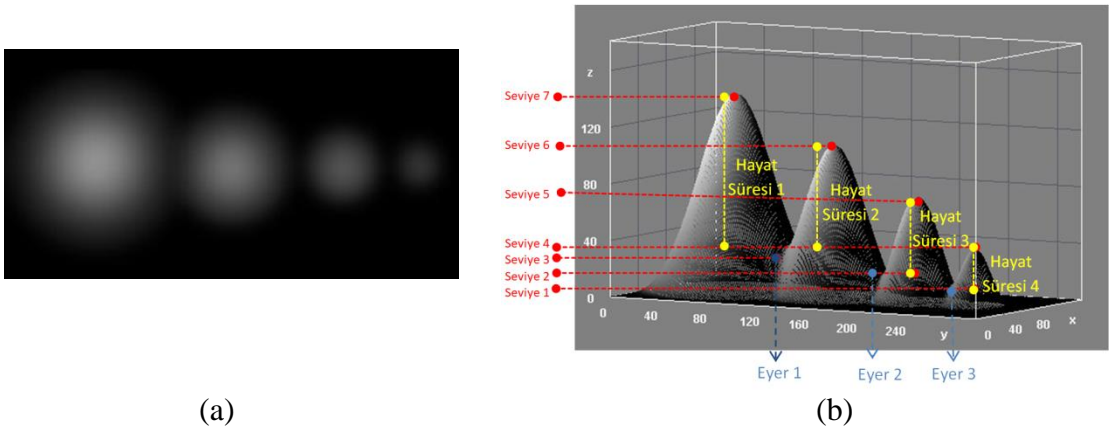 z
Seviye 7
120
Seviye 6
Hayat
Süresi 1
Hayat
Süresi 2
80
Seviye 5
Hayat
Süresi 3
40
Seviye 4
Seviye 3
Hayat
Süresi 4
Seviye 2
Seviye 1
0
0 40 80 120 160 200 240 y 0 40 80 x
Eyer 1 Eyer 2 Eyer 3
(a) (b)